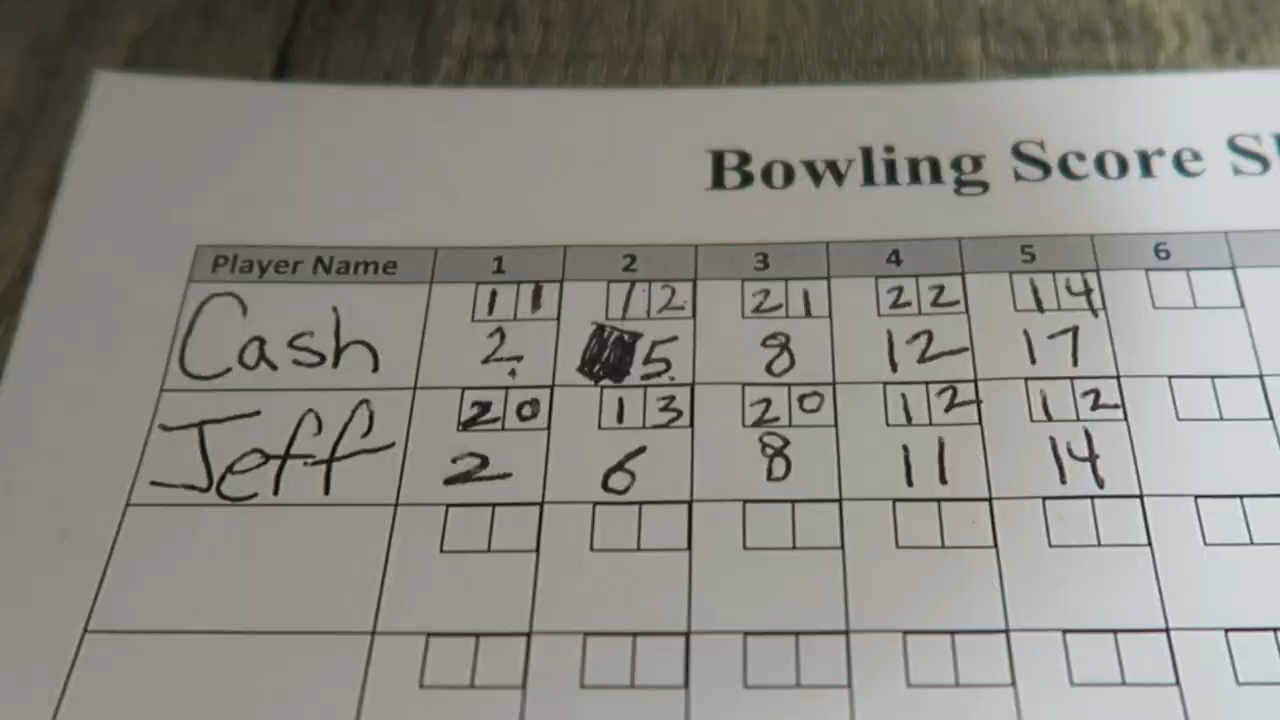 Bowling Score S
Player Name 1 2 3 4 5 6
Cash 1 1 1 2 2 1 2 2 1 4
2 5 8 12 17
Jeff 2 0 1 3 2 0 1 2 1 2
2 6 8 11 14